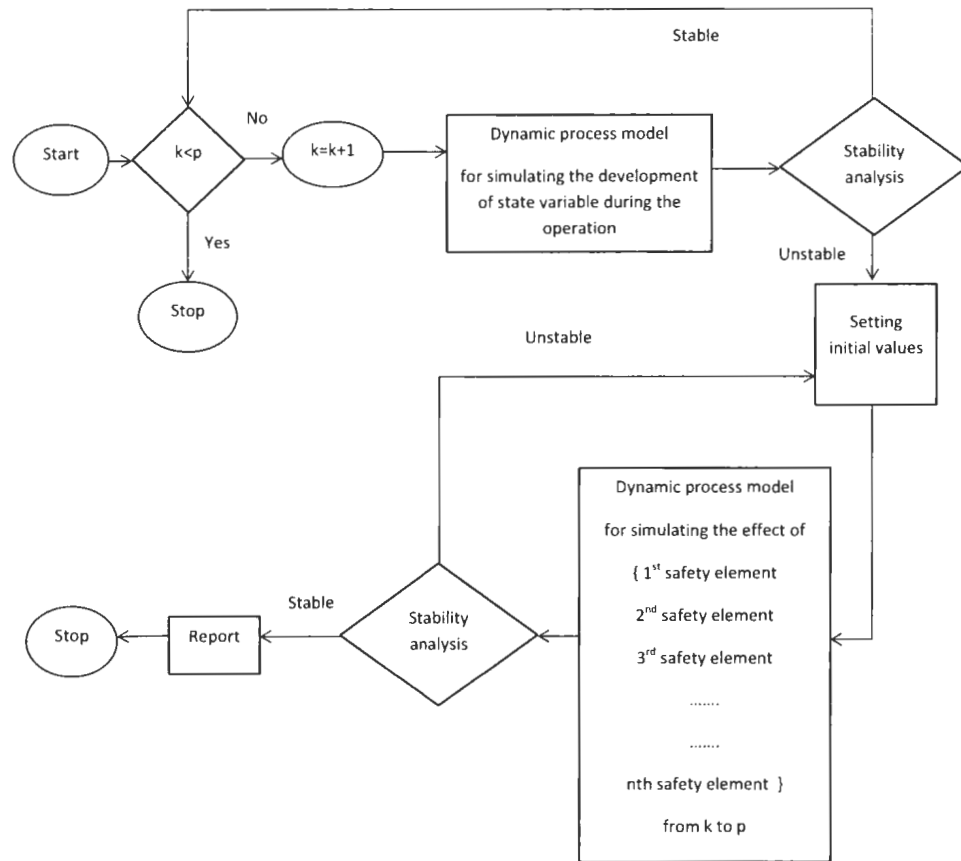 Stable
No
Start
k<p
k=k+1
Dynamic process model
for simulating the development
of state variable during the
operation
Stability
analysis
Yes
Unstable
Stop
Setting
initial values
Unstable
Dynamic process model
for simulating the effect of
{ 1st safety element
2nd safety element
3rd safety element
.......
.......
nth safety element }
from k to p
Stable
Stability
analysis
Report
Stop